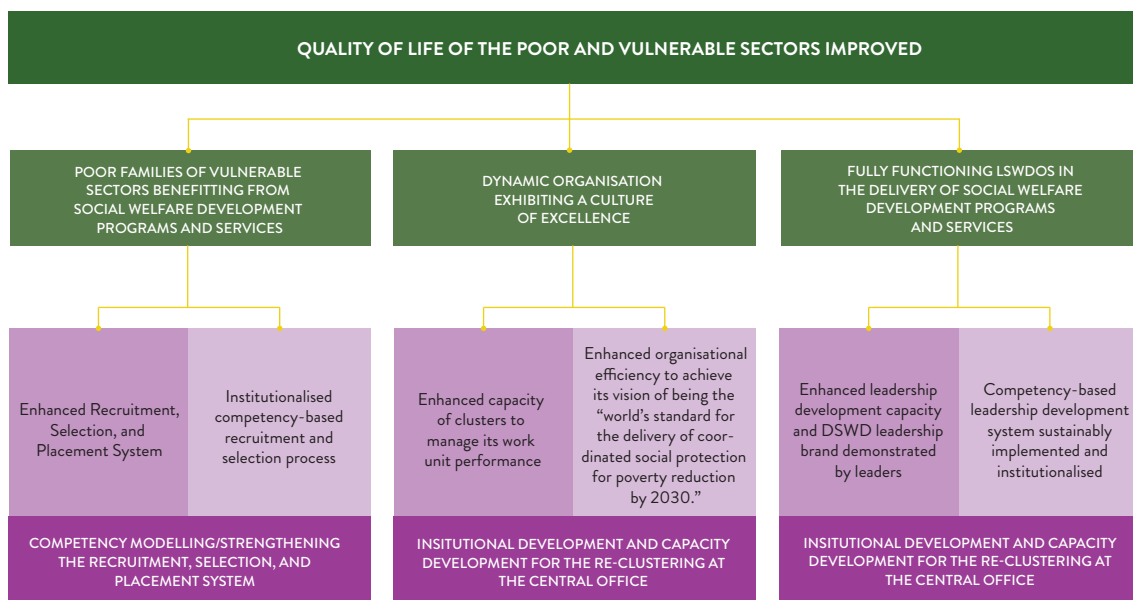 QUALITY OF LIFE OF THE POOR AND VULNERABLE SECTORS IMPROVED
POOR FAMILIES OF VULNERABLE
SECTORS BENEFITTING FROM
SOCIAL WELFARE DEVELOPMENT
PROGRAMS AND SERVICES
DYNAMIC ORGANISATION
EXHIBITING A CULTURE
OF EXCELLENCE
FULLY FUNCTIONING LSWDOS IN
THE DELIVERY OF SOCIAL WELFARE
DEVELOPMENT PROGRAMS
AND SERVICES
Enhanced Recruitment,
Selection, and
Placement System
Institutionalised
competency-based
recruitment and
selection process
Enhanced capacity
of clusters to
manage its work
unit performance
Enhanced organisational
efficiency to achieve
its vision of being the
“world’s standard for
the delivery of coor-
dinated social protection
for poverty reduction
by 2030.”
Enhanced leadership
development capacity
and DSWD leadership
brand demonstrated
by leaders
Competency-based
leadership development
system sustainably
implemented and
institutionalised
COMPETENCY MODELLING/STRENGTHENING
THE RECRUITMENT, SELECTION, AND
PLACEMENT SYSTEM
INSITUTIONAL DEVELOPMENT AND CAPACITY
DEVELOPMENT FOR THE RE-CLUSTERING AT
THE CENTRAL OFFICE
INSITUTIONAL DEVELOPMENT AND CAPACITY
DEVELOPMENT FOR THE RE-CLUSTERING AT
THE CENTRAL OFFICE